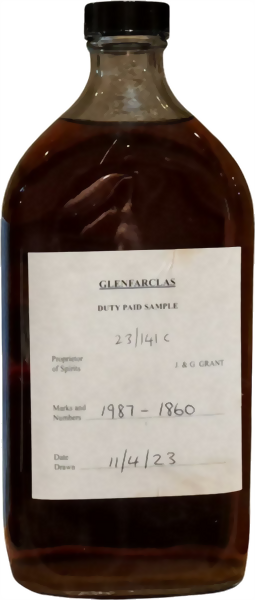 GLENFARCLAS
DUTY PAID SAMPLE
23/141 C
Proprietor
of Spirits
J. & G. GRANT
Marks and
Numbers 1987 - 1860
Date
Drawn 11/4/23